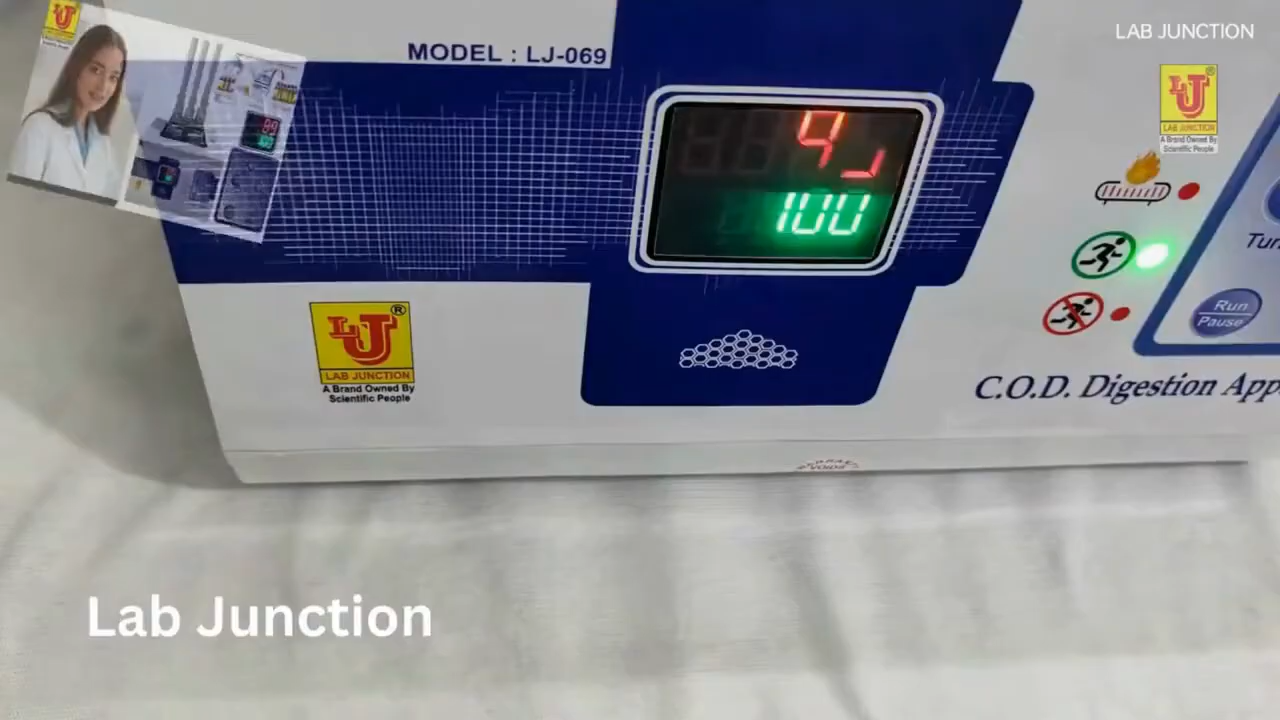 LAB JUNCTION
MODEL : LJ-069
LJ
LAB JUNCTION
A Brand Owned By
Scientific People
100
Run
Pause
C.O.D. Digestion App
LJ
LAB JUNCTION
A Brand Owned By
Scientific People
Lab Junction